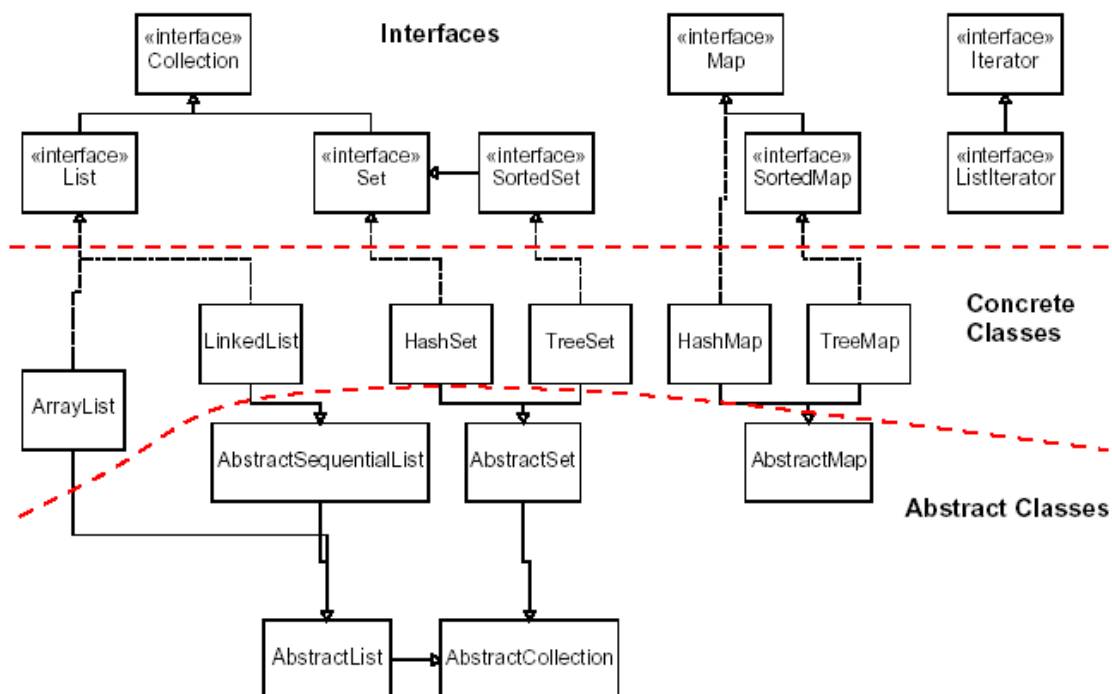 Interfaces
«interface»
Collection
«interface»
Map
«interface»
Iterator
«interface»
List
«interface»
Set
«interface»
SortedSet
«interface»
SortedMap
«interface»
ListIterator
Concrete
Classes
LinkedList
HashSet
TreeSet
HashMap
TreeMap
ArrayList
AbstractSequentialList
AbstractSet
AbstractMap
Abstract Classes
AbstractList
AbstractCollection